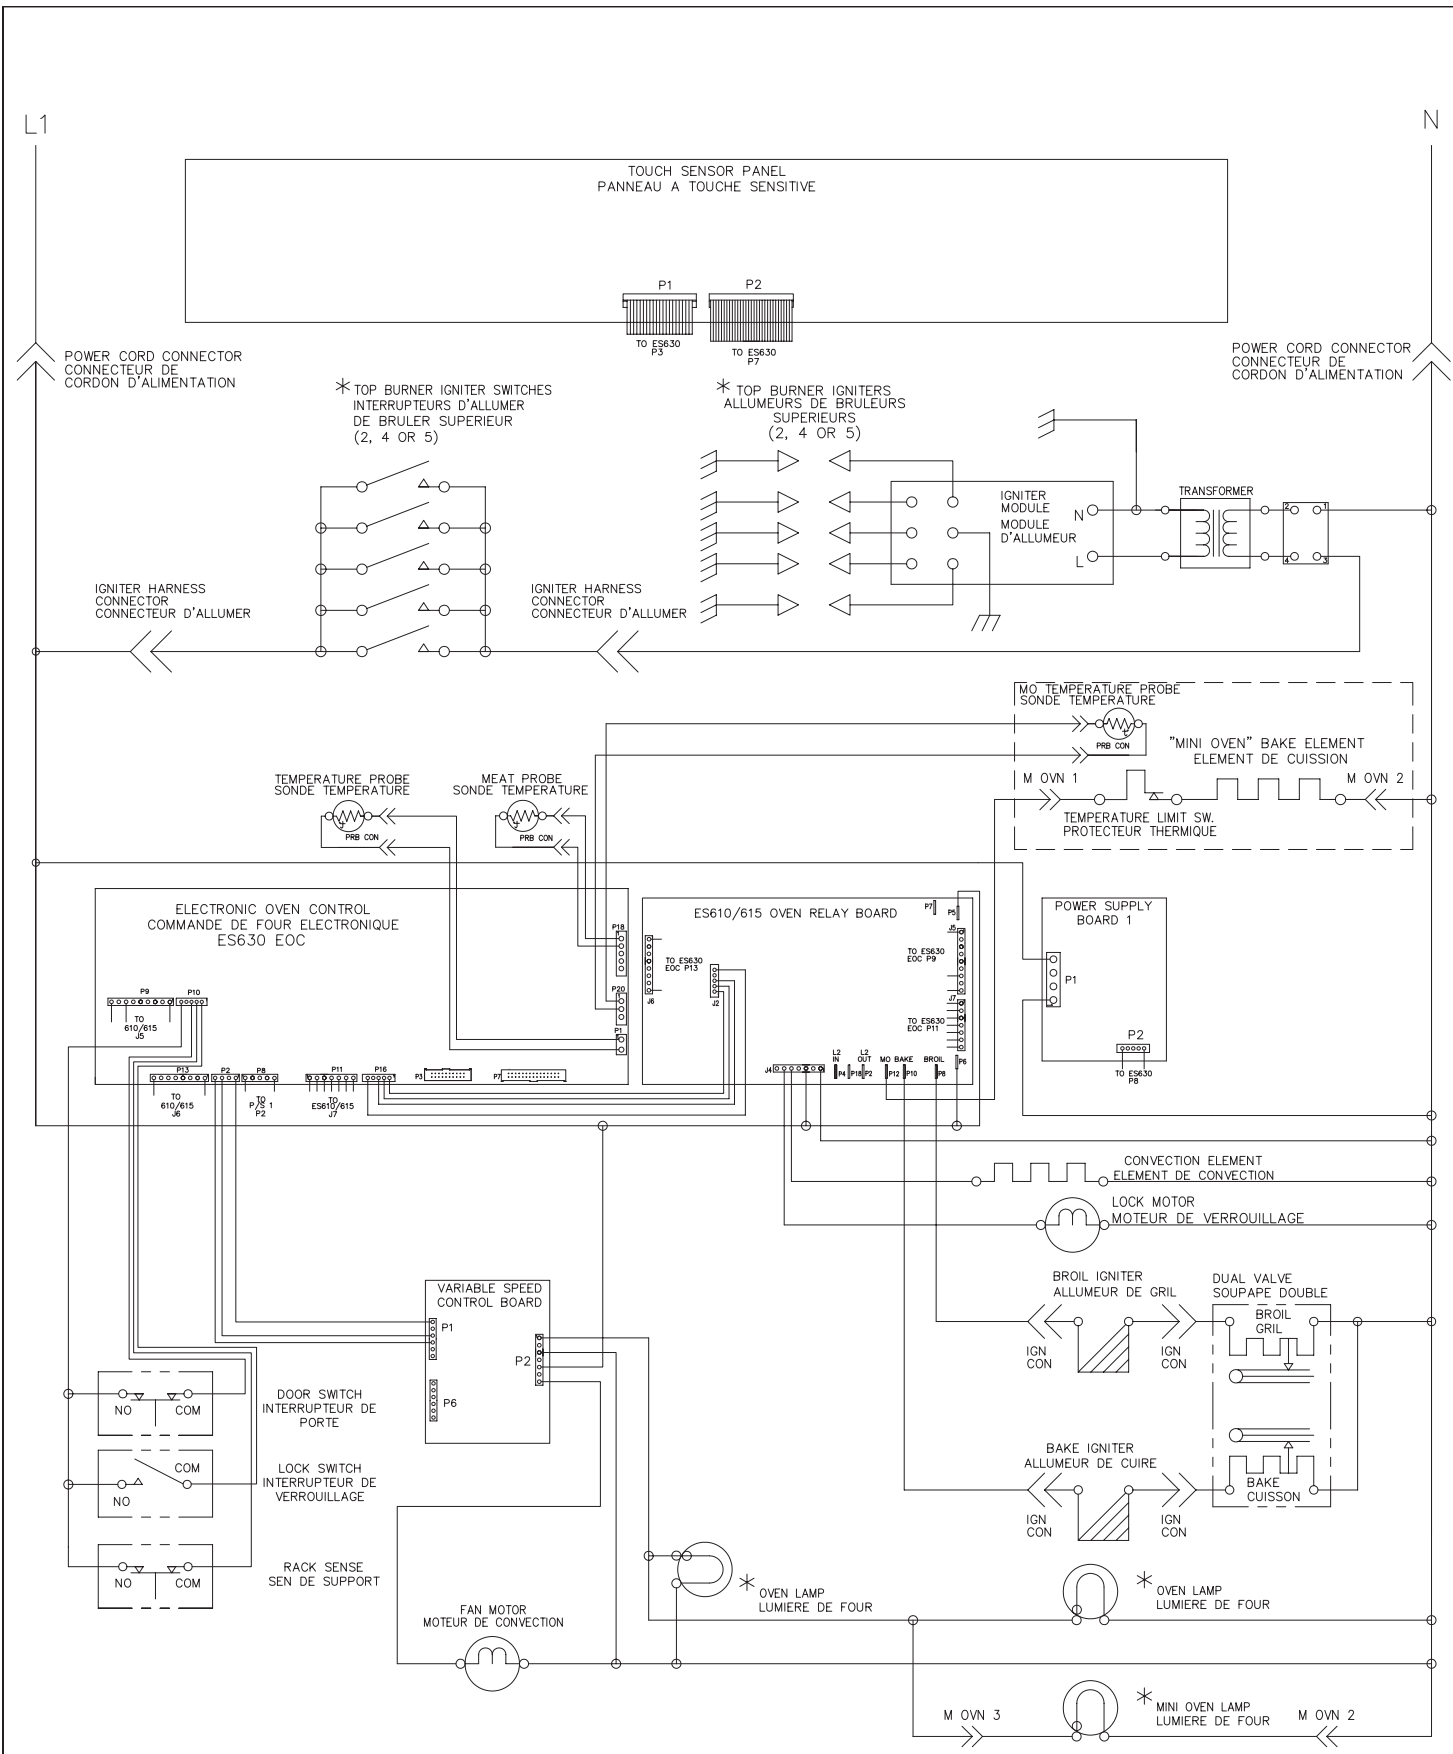 L1
N
TOUCH SENSOR PANEL
PANNEAU A TOUCHE SENSITIVE
P1
P2
TO ES630
P3
TO ES630
P7
POWER CORD CONNECTOR
CONNECTEUR DE
CORDON D'ALIMENTATION
POWER CORD CONNECTOR
CONNECTEUR DE
CORDON D'ALIMENTATION
* TOP BURNER IGNITER SWITCHES
INTERRUPTEURS D'ALLUMER
DE BRULER SUPERIEUR
(2, 4 OR 5)
* TOP BURNER IGNITERS
ALLUMEURS DE BRULEURS
SUPERIEURS
(2, 4 OR 5)
IGNITER
MODULE
MODULE
D'ALLUMEUR
N
L
TRANSFORMER
2
1
4
3
IGNITER HARNESS
CONNECTOR
CONNECTEUR D'ALLUMER
IGNITER HARNESS
CONNECTOR
CONNECTEUR D'ALLUMER
MO TEMPERATURE PROBE
SONDE TEMPERATURE
PRB CON
"MINI OVEN" BAKE ELEMENT
ELEMENT DE CUISSION
M OVN 1
M OVN 2
TEMPERATURE LIMIT SW.
PROTECTEUR THERMIQUE
TEMPERATURE PROBE
SONDE TEMPERATURE
PRB CON
MEAT PROBE
SONDE TEMPERATURE
PRB CON
ELECTRONIC OVEN CONTROL
COMMANDE DE FOUR ELECTRONIQUE
ES630 EOC
P18
P20
P1
P9
P10
TO
610/615
J5
P13
P2
P8
P11
P16
P3
P7
TO
610/615
J6
TO
P/S 1
P2
TO
ES610/615
J7
ES610/615 OVEN RELAY BOARD
P7
P5
J5
TO ES630
EOC P13
J6
J2
TO ES630
EOC P9
J7
TO ES630
EOC P11
J4
L2
IN
L2
OUT
MO BAKE
BROIL
P4
P18
P2
P12
P10
P8
P6
POWER SUPPLY
BOARD 1
P1
P2
TO ES630
P8
CONVECTION ELEMENT
ELEMENT DE CONVECTION
LOCK MOTOR
MOTEUR DE VERROUILLAGE
VARIABLE SPEED
CONTROL BOARD
P1
P2
P6
BROIL IGNITER
ALLUMEUR DE GRIL
IGN
CON
IGN
CON
DUAL VALVE
SOUPAPE DOUBLE
BROIL
GRIL
BAKE
CUISSON
BAKE IGNITER
ALLUMEUR DE CUIRE
IGN
CON
IGN
CON
NO
COM
DOOR SWITCH
INTERRUPTEUR DE
PORTE
NO
COM
LOCK SWITCH
INTERRUPTEUR DE
VERROUILLAGE
NO
COM
RACK SENSE
SEN DE SUPPORT
FAN MOTOR
MOTEUR DE CONVECTION
* OVEN LAMP
LUMIERE DE FOUR
* OVEN LAMP
LUMIERE DE FOUR
M OVN 3
* MINI OVEN LAMP
LUMIERE DE FOUR
M OVN 2